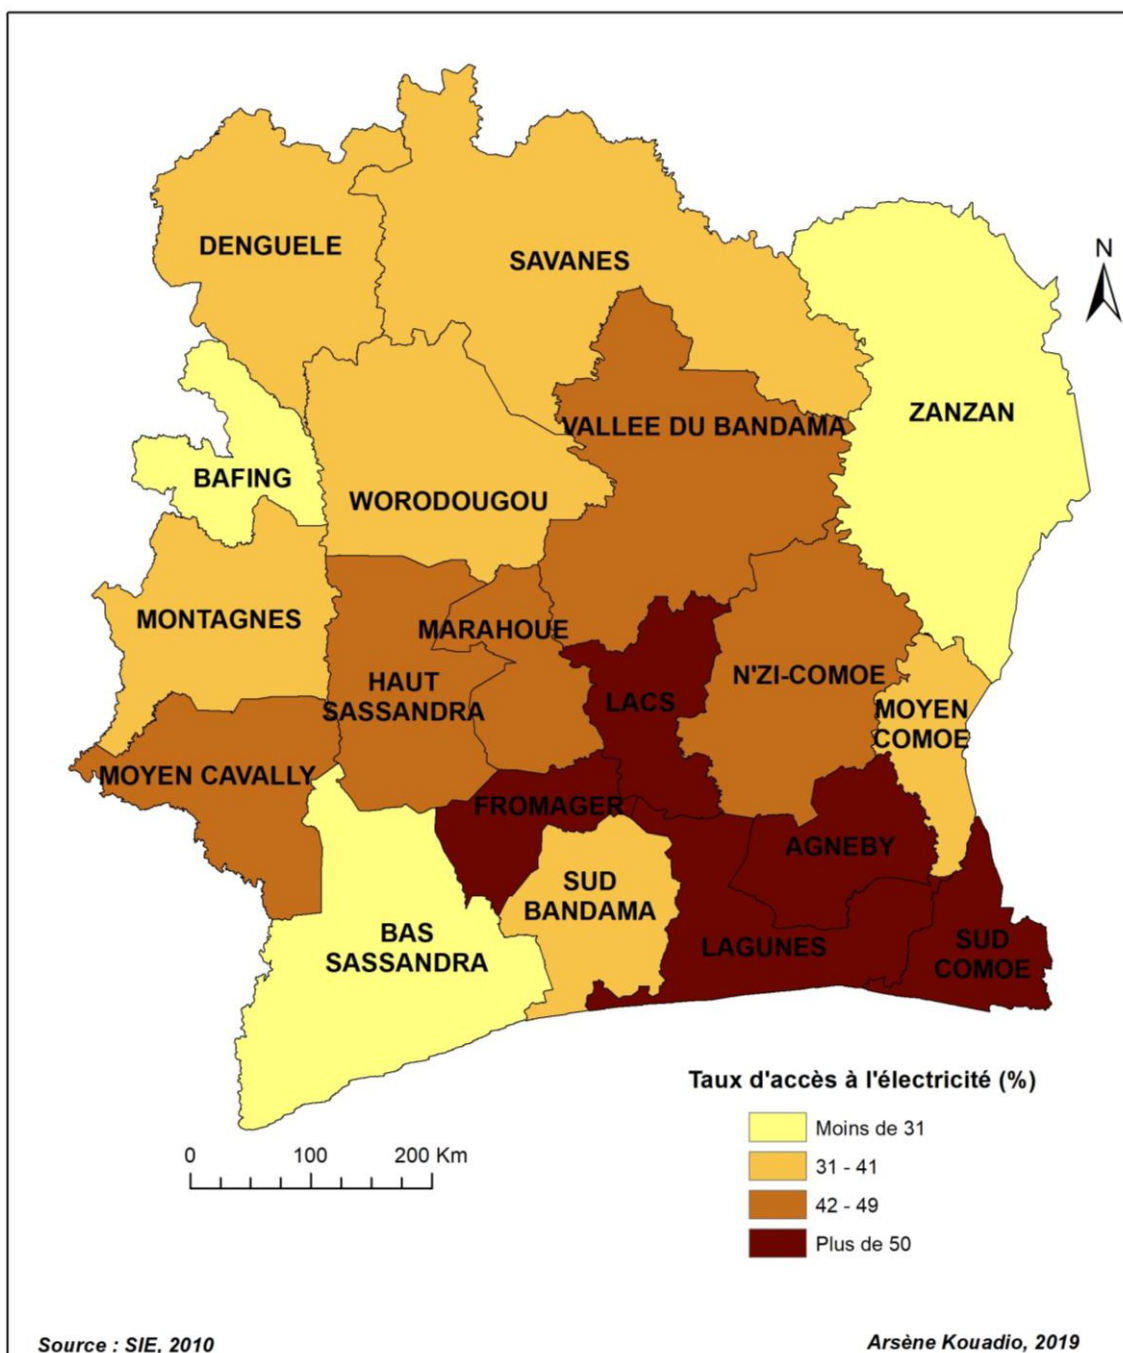 N
DENGUELE
SAVANES
ZANZAN
VALLEE DU BANDAMA
BAFING
WORODOUGOU
MONTAGNES
MARAHOUE
HAUT
SASSANDRA
LACS
N'ZI-COMOE
MOYEN
COMOE
MOYEN CAVALLY
FROMAGER
AGNEBY
SUD
BANDAMA
BAS
SASSANDRA
LAGUNES
SUD
COMOE
Taux d'accès à l'électricité (%)
Moins de 31
31 - 41
42 - 49
Plus de 50
0 100 200 Km
Source : SIE, 2010
Arsène Kouadio, 2019